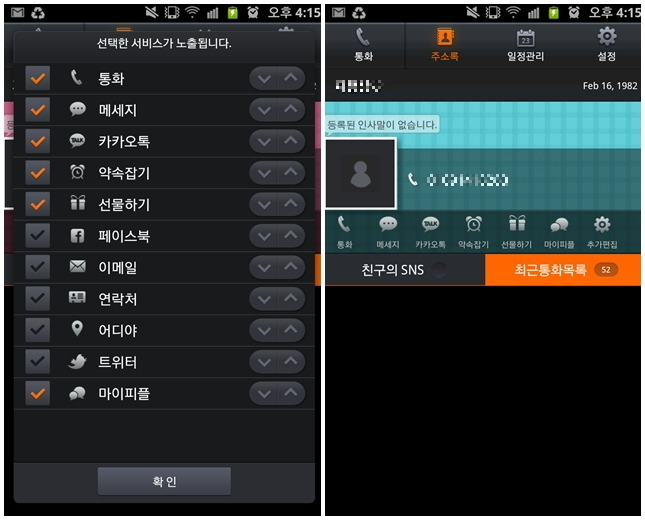 오후 4:15
선택한 서비스가 노출됩니다.
통화
메세지
카카오톡
TALK
약속잡기
선물하기
페이스북
이메일
연락처
어디야
트위터
마이피플
확인
오후 4:15
통화
주소록
23
일정관리
설정
Feb 16, 1982
등록된 인사말이 없습니다.
통화
메세지
TALK
카카오톡
약속잡기
선물하기
마이피플
추가편집
친구의 SNS
최근통화목록 52